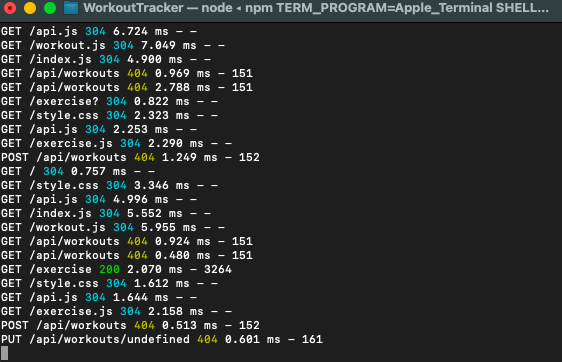 WorkoutTracker — node ◂ npm TERM_PROGRAM=Apple_Terminal SHELL...
GET /api.js 304 6.724 ms - -
GET /workout.js 304 7.049 ms - -
GET /index.js 304 4.900 ms - -
GET /api/workouts 404 0.969 ms - 151
GET /api/workouts 404 2.788 ms - 151
GET /exercise? 304 0.822 ms - -
GET /style.css 304 2.323 ms - -
GET /api.js 304 2.253 ms - -
GET /exercise.js 304 2.290 ms - -
POST /api/workouts 404 1.249 ms - 152
GET / 304 0.757 ms - -
GET /style.css 304 3.346 ms - -
GET /api.js 304 4.996 ms - -
GET /index.js 304 5.552 ms - -
GET /workout.js 304 5.955 ms - -
GET /api/workouts 404 0.924 ms - 151
GET /api/workouts 404 0.480 ms - 151
GET /exercise 200 2.070 ms - 3264
GET /style.css 304 1.612 ms - -
GET /api.js 304 1.644 ms - -
GET /exercise.js 304 2.158 ms - -
POST /api/workouts 404 0.513 ms - 152
PUT /api/workouts/undefined 404 0.601 ms - 161